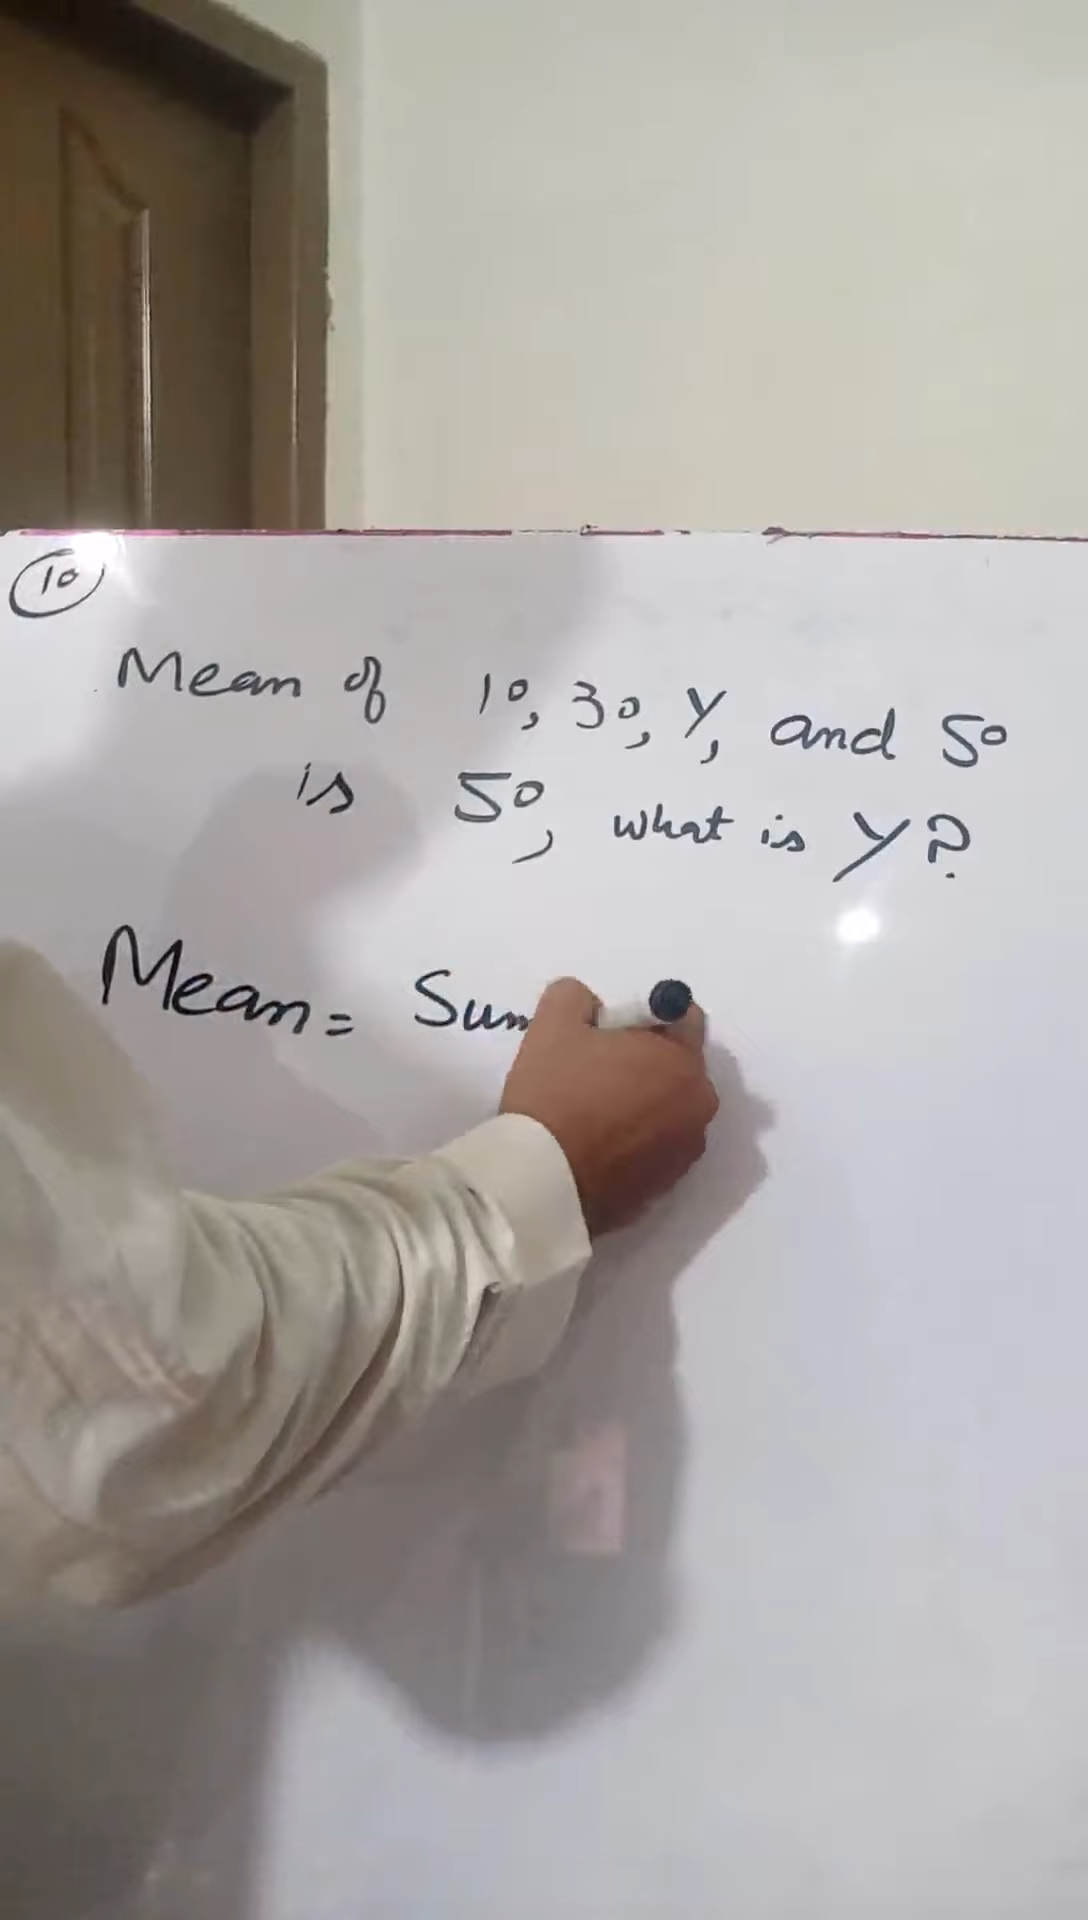 10
Mean of 10, 30, Y, and 50
is 50, what is Y?
Mean = Sum